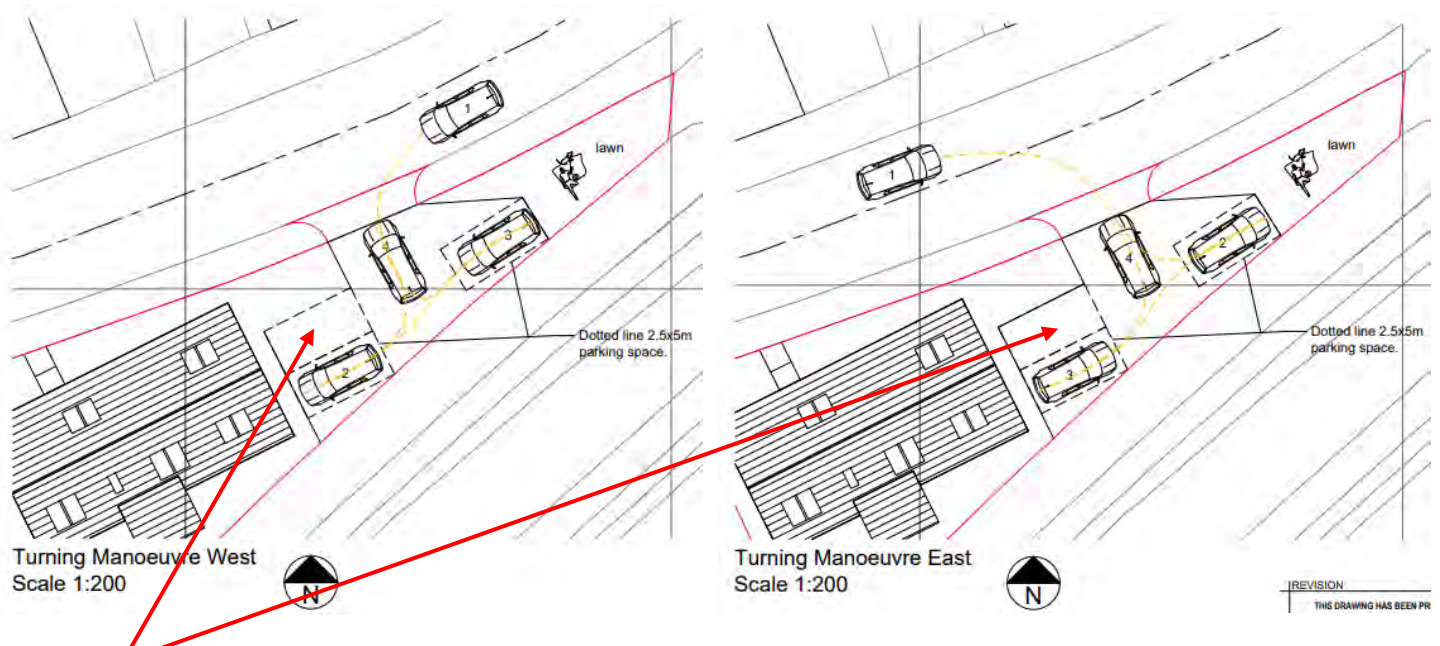 1
4
3
2
lawn
Dotted line 2.5x5m
parking space.
Turning Manoeuvre West
Scale 1:200
N
1
4
2
3
lawn
Dotted line 2.5x5m
parking space.
Turning Manoeuvre East
Scale 1:200
N
REVISION
THIS DRAWING HAS BEEN PRE